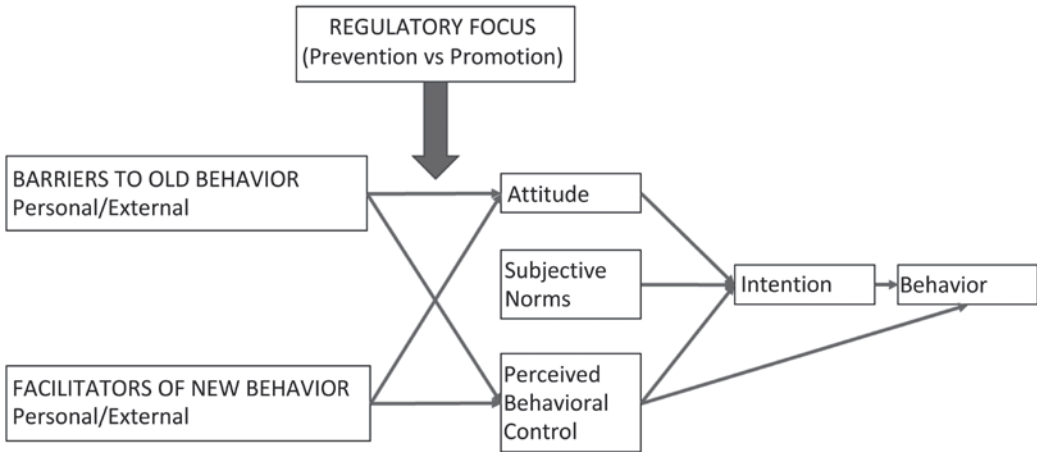 REGULATORY FOCUS
(Prevention vs Promotion)
BARRIERS TO OLD BEHAVIOR
Personal/External
Attitude
Subjective
Norms
Intention
Behavior
FACILITATORS OF NEW BEHAVIOR
Personal/External
Perceived
Behavioral
Control